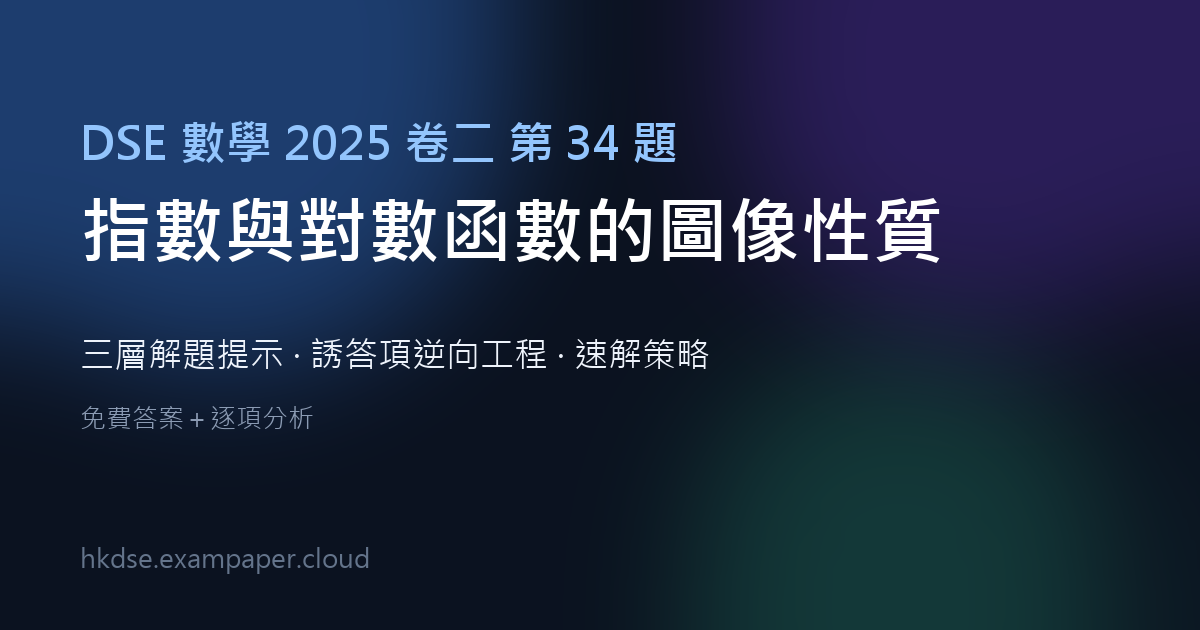 DSE 數學 2025 卷二 第 34 題
指數與對數函數的圖像性質
三層解題提示 · 誘答項逆向工程 · 速解策略
免費答案 + 逐項分析
hkdse.exampaper.cloud